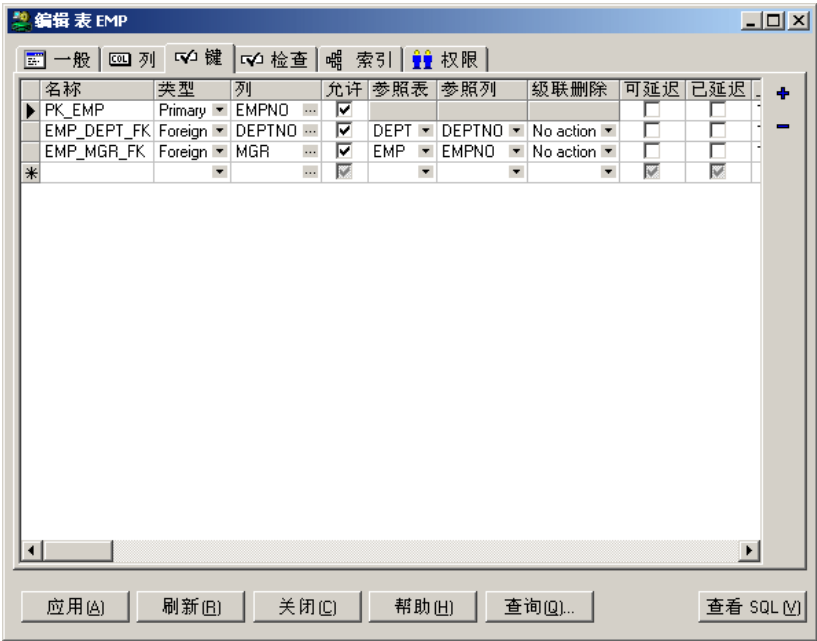 编辑 表 EMP
一般 COL 列 键 检查 索引 权限
名称 类型 列 允许 参照表 参照列 级联删除 可延迟 已延迟
PK_EMP Primary EMPNO ...
EMP_DEPT_FK Foreign DEPTNO ... DEPT DEPTNO No action
EMP_MGR_FK Foreign MGR ... EMP EMPNO No action
...
应用(A) 刷新(R) 关闭(C) 帮助(H) 查询(Q)... 查看 SQL(V)